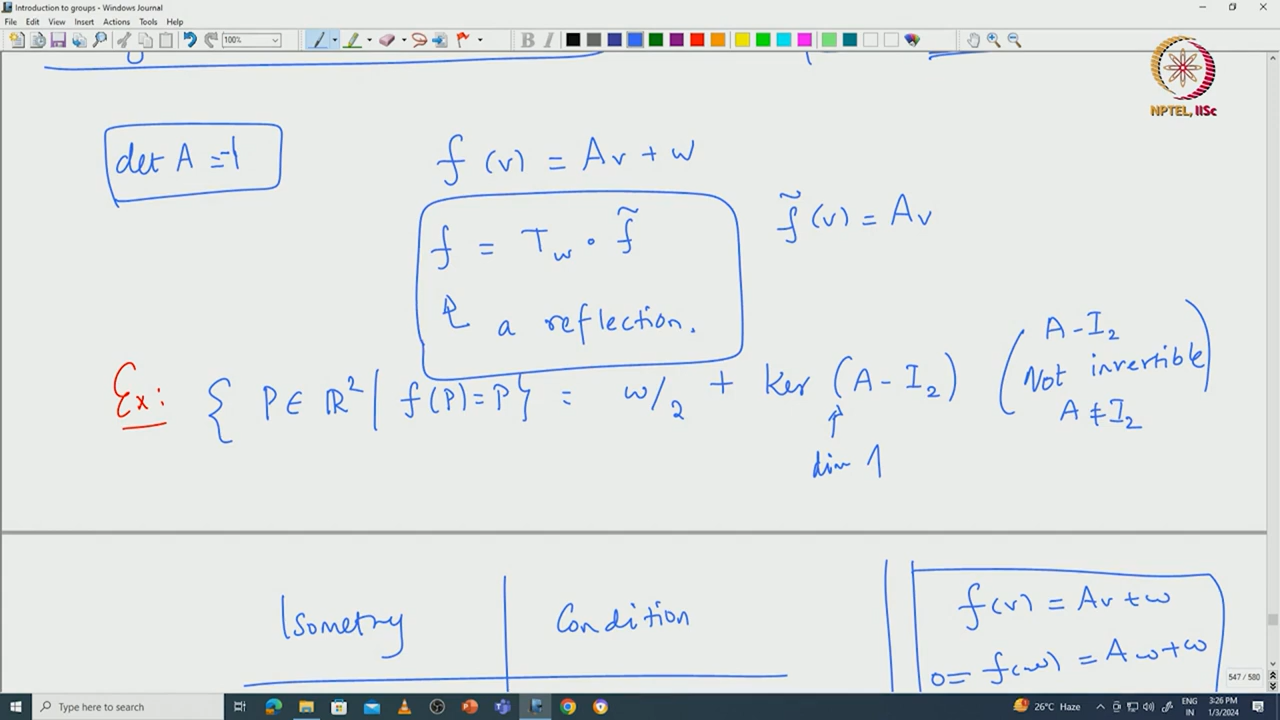 Introduction to groups - Windows Journal
File Edit View Insert Actions Tools Help
100%
B I
NPTEL, IISc
det A = -1
f (v) = Av + w
f̃ (v) = Av
f = T_w ∘ f̃
a reflection.
Ex: { P ∈ ℝ² | f(P) = P } = w/2 + Ker (A - I₂)
dim 1
( A - I₂
Not invertible
A ≠ I₂ )
Isometry | Condition
f(v) = Av + w
0 = f(w) = Aw + w
547 / 580
Type here to search
26°C Haze
ENG
IN
3:26 PM
1/3/2024